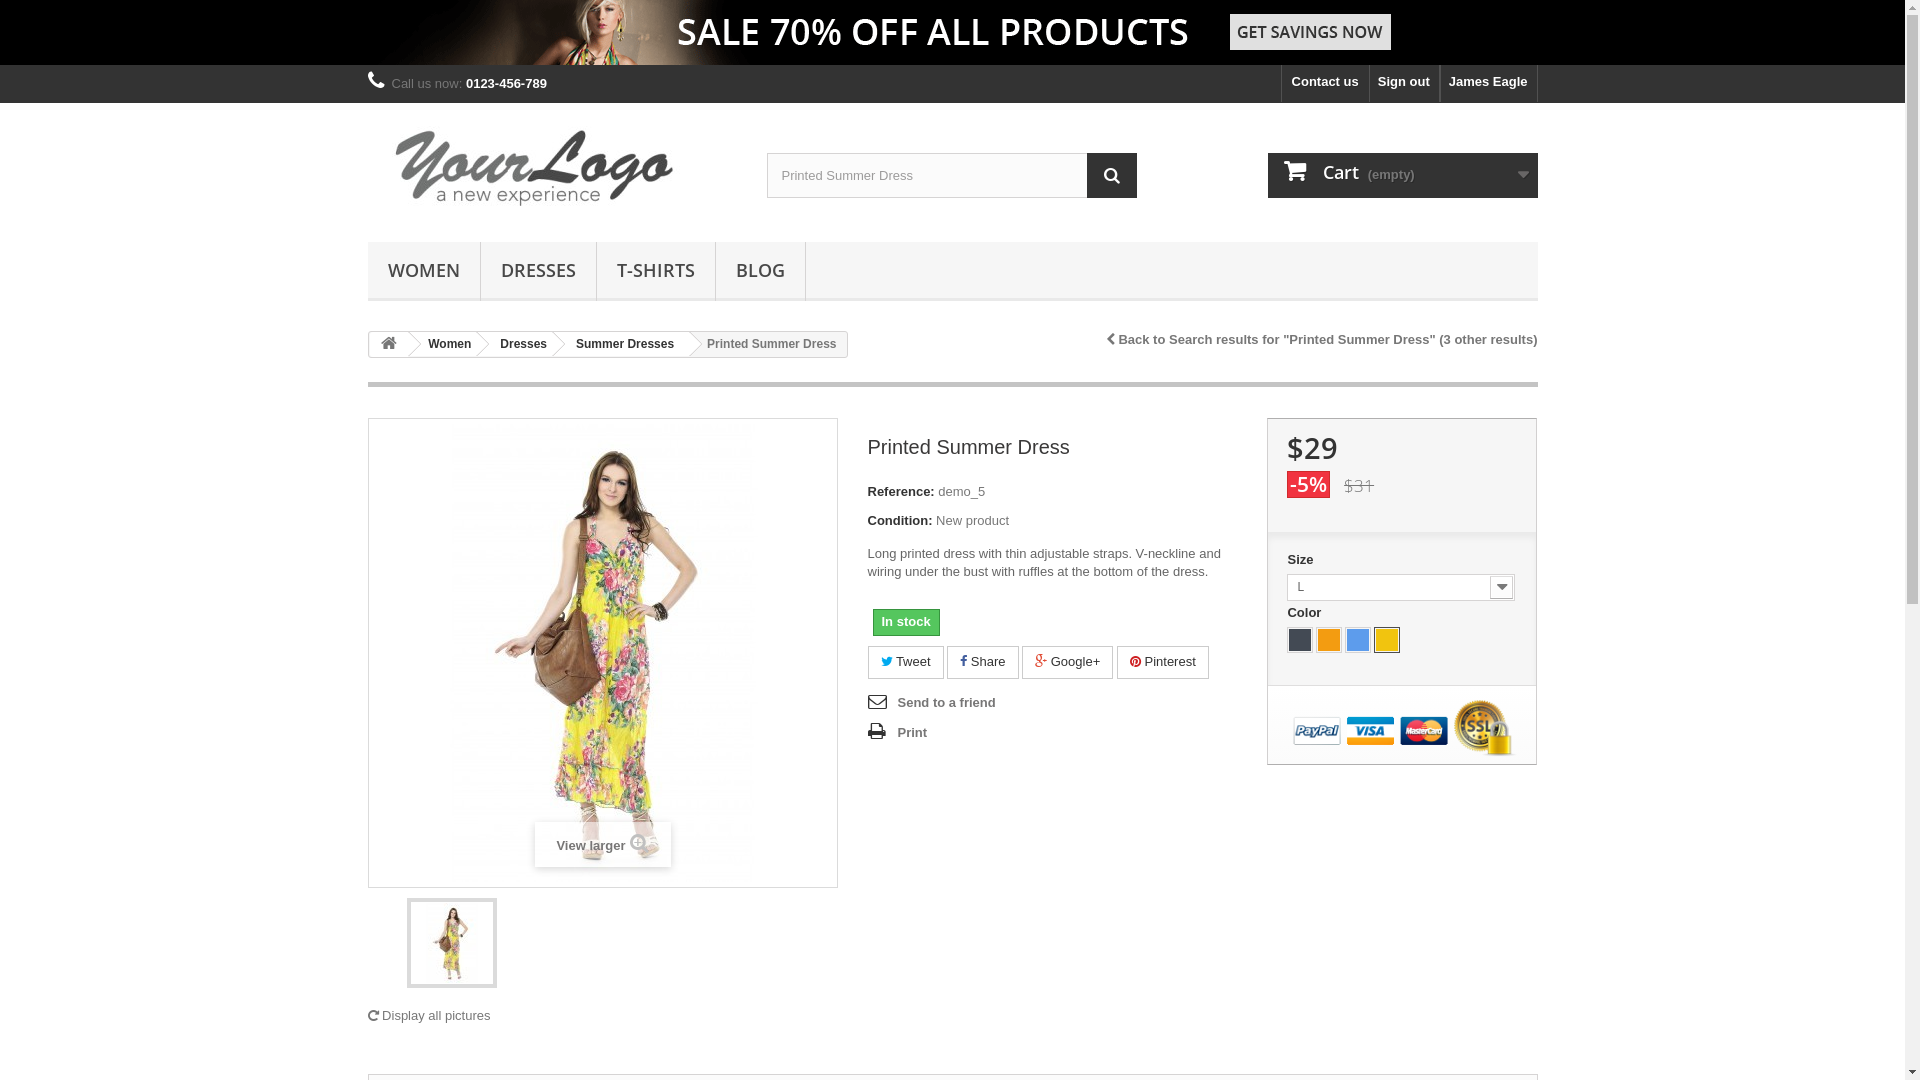 SALE 70% OFF ALL PRODUCTS GET SAVINGS NOW
Call us now: 0123-456-789
Contact us Sign out James Eagle
YourLogo
a new experience
Printed Summer Dress
Cart (empty)
WOMEN DRESSES T-SHIRTS BLOG
Women Dresses Summer Dresses Printed Summer Dress
Back to Search results for "Printed Summer Dress" (3 other results)
View larger
Display all pictures
Printed Summer Dress
Reference: demo_5
Condition: New product
Long printed dress with thin adjustable straps. V-neckline and
wiring under the bust with ruffles at the bottom of the dress.
In stock
Tweet Share Google+ Pinterest
Send to a friend
Print
$29
-5% $31
Size
L
Color
PayPal VISA MasterCard SSL